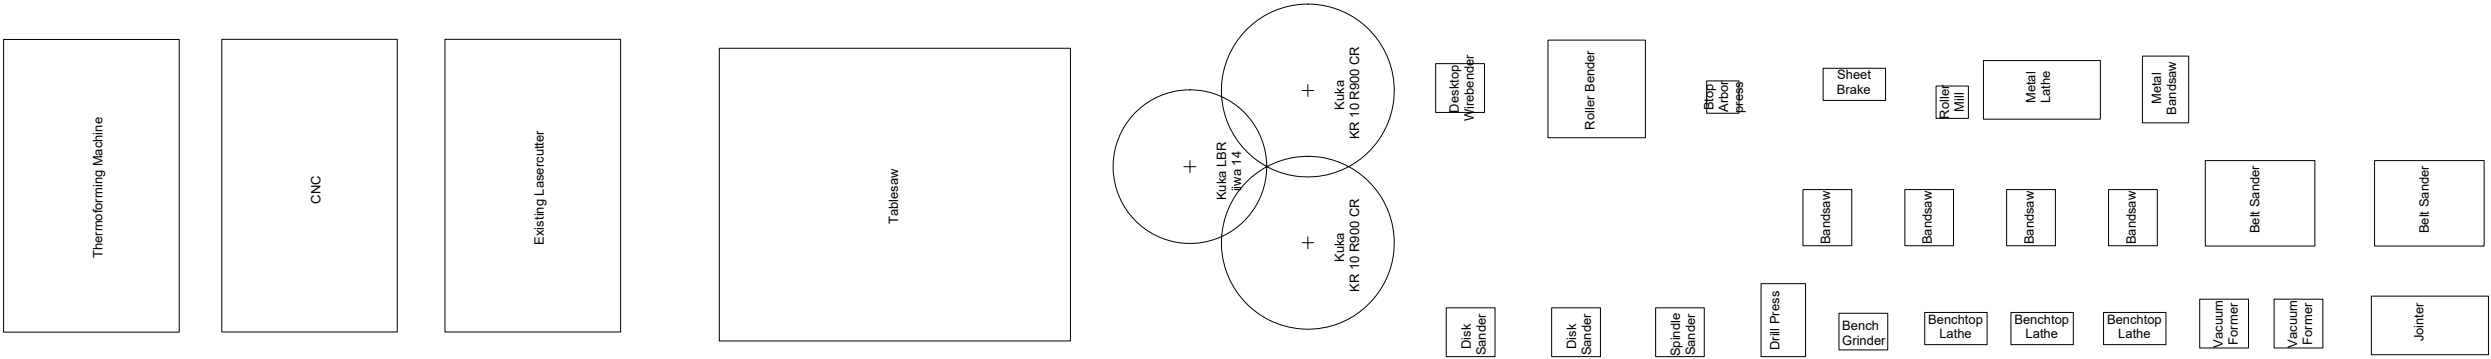 Thermoforming Machine
CNC
Existing Lasercutter
Tablesaw
Kuka LBR
iiwa 14
Kuka
KR 10 R900 CR
Kuka
KR 10 R900 CR
Desktop
Wirebender
Roller Bender
Btop
Arbor
press
Sheet
Brake
Roller
Mill
Metal
Lathe
Metal
Bandsaw
Bandsaw
Bandsaw
Bandsaw
Bandsaw
Belt Sander
Belt Sander
Disk
Sander
Disk
Sander
Spindle
Sander
Drill Press
Bench
Grinder
Benchtop
Lathe
Benchtop
Lathe
Benchtop
Lathe
Vacuum
Former
Vacuum
Former
Jointer